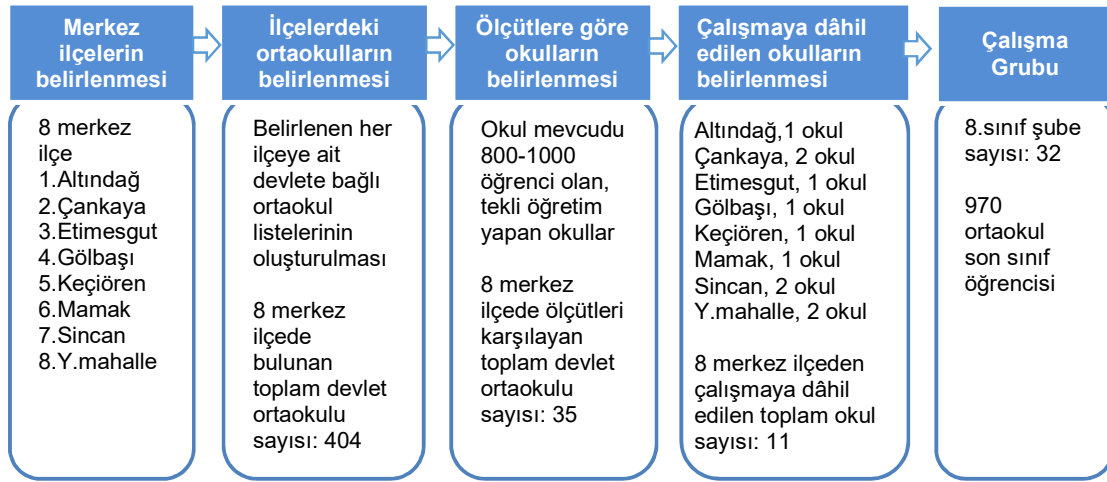 Merkez
ilçelerin
belirlenmesi
8 merkez
ilçe
1.Altındağ
2.Çankaya
3.Etimesgut
4.Gölbaşı
5.Keçiören
6.Mamak
7.Sincan
8.Y.mahalle
İlçelerdeki
ortaokulların
belirlenmesi
Belirlenen her
ilçeye ait
devlete bağlı
ortaokul
listelerinin
oluşturulması
8 merkez
ilçede
bulunan
toplam devlet
ortaokulu
sayısı: 404
Ölçütlere göre
okulların
belirlenmesi
Okul mevcudu
800-1000
öğrenci olan,
tekli öğretim
yapan okullar
8 merkez
ilçede ölçütleri
karşılayan
toplam devlet
ortaokulu
sayısı: 35
Çalışmaya dâhil
edilen okulların
belirlenmesi
Altındağ,1 okul
Çankaya, 2 okul
Etimesgut, 1 okul
Gölbaşı, 1 okul
Keçiören, 1 okul
Mamak, 1 okul
Sincan, 2 okul
Y.mahalle, 2 okul
8 merkez ilçeden
çalışmaya dâhil
edilen toplam okul
sayısı: 11
Çalışma
Grubu
8.sınıf şube
sayısı: 32
970
ortaokul
son sınıf
öğrencisi